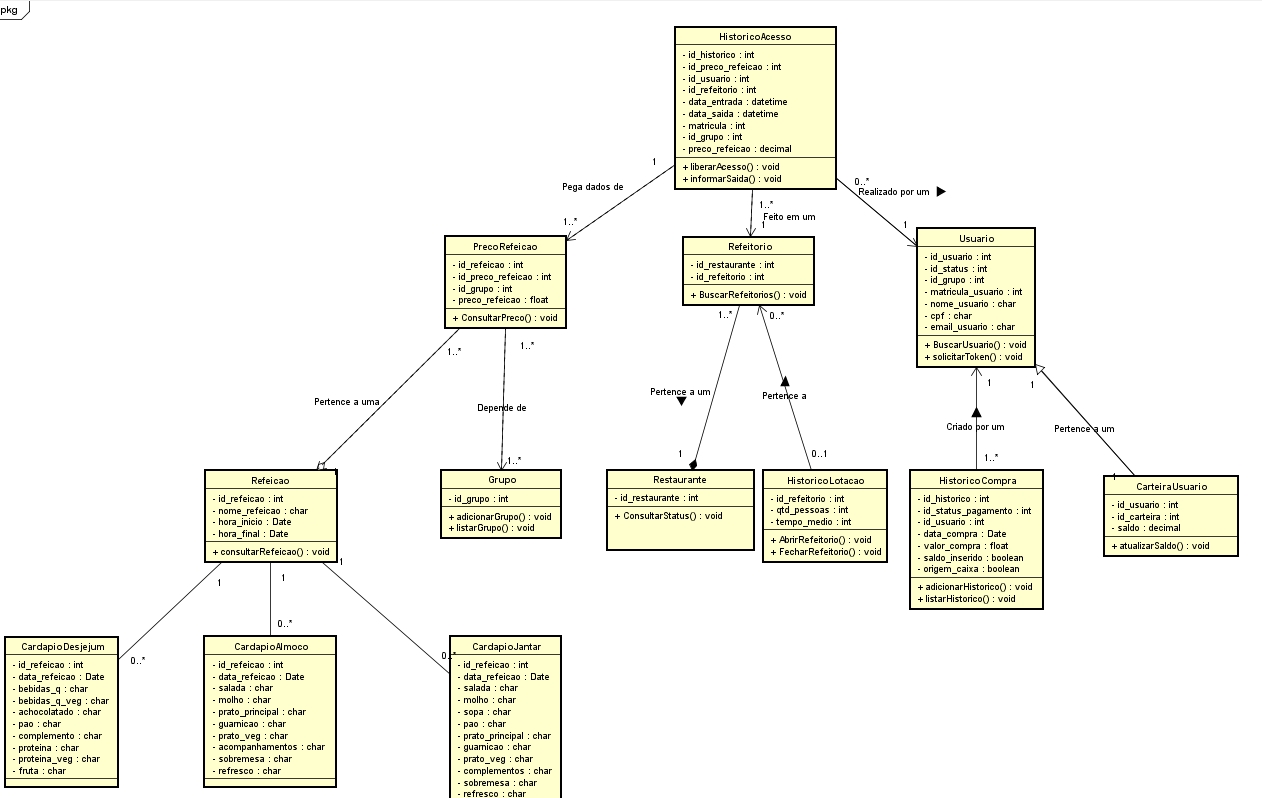 pkg
HistoricoAcesso
- id_historico : int
- id_preco_refeicao : int
- id_usuario : int
- id_refeitorio : int
- data_entrada : datetime
- data_saida : datetime
- matricula : int
- id_grupo : int
- preco_refeicao : decimal
+ liberarAcesso() : void
+ informarSaida() : void
1
Pega dados de
1..*
1..*
Feito em um
1
0..*
Realizado por um
1
PrecoRefeicao
- id_refeicao : int
- id_preco_refeicao : int
- id_grupo : int
- preco_refeicao : float
+ ConsultarPreco() : void
Refeitorio
- id_restaurante : int
- id_refeitorio : int
+ BuscarRefeitorios() : void
Usuario
- id_usuario : int
- id_status : int
- id_grupo : int
- matricula_usuario : int
- nome_usuario : char
- cpf : char
- email_usuario : char
+ BuscarUsuario() : void
+ solicitarToken() : void
1..*
Pertence a uma
1
1..*
Depende de
1..*
1..*
Pertence a um
1
0..*
Pertence a
0..1
1
Criado por um
1..*
1
Pertence a um
1
Refeicao
- id_refeicao : int
- nome_refeicao : char
- hora_inicio : Date
- hora_final : Date
+ consultarRefeicao() : void
Grupo
- id_grupo : int
+ adicionarGrupo() : void
+ listarGrupo() : void
Restaurante
- id_restaurante : int
+ ConsultarStatus() : void
HistoricoLotacao
- id_refeitorio : int
- qtd_pessoas : int
- tempo_medio : int
+ AbrirRefeitorio() : void
+ FecharRefeitorio() : void
HistoricoCompra
- id_historico : int
- id_status_pagamento : int
- id_usuario : int
- data_compra : Date
- valor_compra : float
- saldo_inserido : boolean
- origem_caixa : boolean
+ adicionarHistorico() : void
+ listarHistorico() : void
CarteiraUsuario
- id_usuario : int
- id_carteira : int
- saldo : decimal
+ atualizarSaldo() : void
1
0..*
1
0..*
1
0..*
CardapioDesjejum
- id_refeicao : int
- data_refeicao : Date
- bebidas_q : char
- bebidas_q_veg : char
- achocolatado : char
- pao : char
- complemento : char
- proteina : char
- proteina_veg : char
- fruta : char
CardapioAlmoco
- id_refeicao : int
- data_refeicao : Date
- salada : char
- molho : char
- prato_principal : char
- guarnicao : char
- prato_veg : char
- acompanhamentos : char
- sobremesa : char
- refresco : char
CardapioJantar
- id_refeicao : int
- data_refeicao : Date
- salada : char
- molho : char
- sopa : char
- pao : char
- prato_principal : char
- guarnicao : char
- prato_veg : char
- complementos : char
- sobremesa : char
- refresco : char